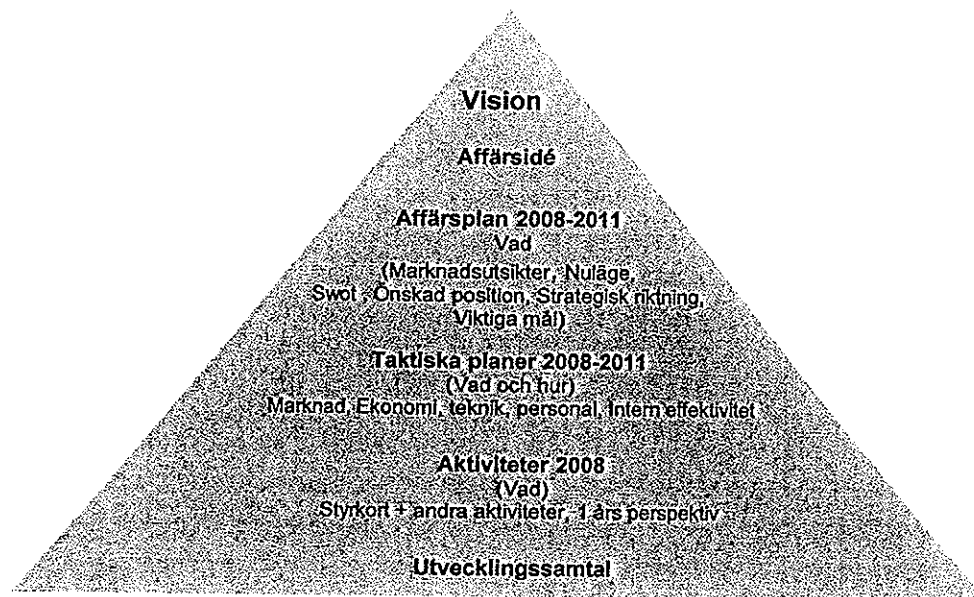 Vision
Affärsidé
Affärsplan 2008-2011
Vad
(Marknadsutsikter, Nuläge,
Swot, Önskad position, Strategisk riktning,
Viktiga mål)
Taktiska planer 2008-2011
(Vad och hur)
Marknad, Ekonomi, teknik, personal, Intern effektivitet
Aktiviteter 2008
(Vad)
Styrkort + andra aktiviteter, 1 års perspektiv
Utvecklingssamtal